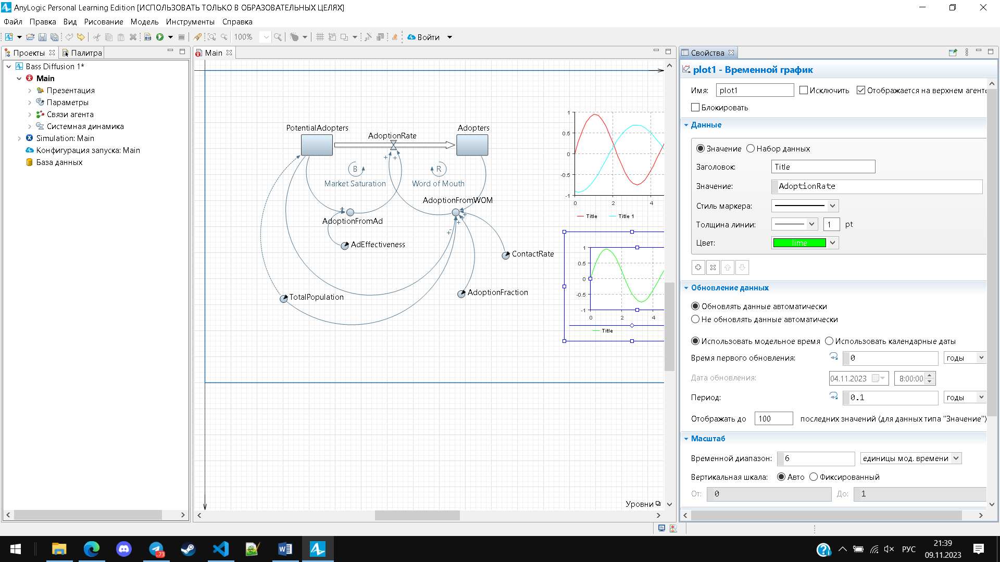 AnyLogic Personal Learning Edition [ИСПОЛЬЗОВАТЬ ТОЛЬКО В ОБРАЗОВАТЕЛЬНЫХ ЦЕЛЯХ]
Файл Правка Вид Рисование Модель Инструменты Справка
100% Войти
Проекты Палитра
Bass Diffusion 1*
Main
Презентация
Параметры
Связи агента
Системная динамика
Simulation: Main
Конфигурация запуска: Main
База данных
Main
PotentialAdopters
AdoptionRate
Adopters
+ +
B
R
Market Saturation
Word of Mouth
AdoptionFromWOM
AdoptionFromAd
AdEffectiveness
ContactRate
AdoptionFraction
TotalPopulation
1
0.5
0
-0.5
-1
0 2 4
Title Title 1
1
0.5
0
-0.5
-1
0 2 4
Title
Уровни
Свойства
plot1 - Временной график
Имя: plot1 Исключить Отображается на верхнем агенте
Блокировать
Данные
Значение Набор данных
Заголовок: Title
Значение: AdoptionRate
Стиль маркера:
Толщина линии: 1 pt
Цвет: lime
Обновление данных
Обновлять данные автоматически
Не обновлять данные автоматически
Использовать модельное время Использовать календарные даты
Время первого обновления: 0 годы
Дата обновления: 04.11.2023 8:00:00
Период: 0.1 годы
Отображать до 100 последних значений (для данных типа "Значение")
Масштаб
Временной диапазон: 6 единицы мод. времени
Вертикальная шкала: Авто Фиксированный
От: 0 До: 1
73
РУС
21:39
09.11.2023